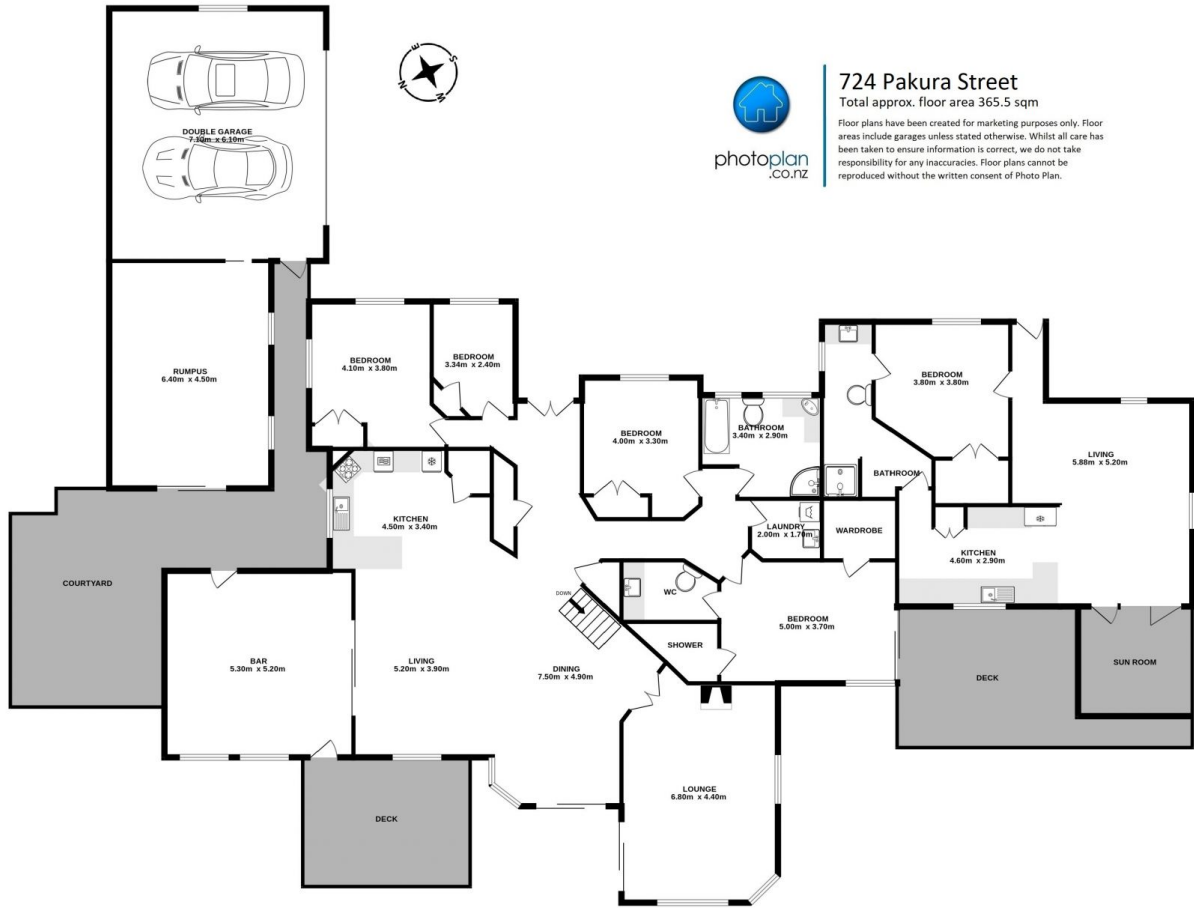 724 Pakura Street
Total approx. floor area 365.5 sqm
Floor plans have been created for marketing purposes only. Floor
areas include garages unless stated otherwise. Whilst all care has
been taken to ensure information is correct, we do not take
responsibility for any inaccuracies. Floor plans cannot be
reproduced without the written consent of Photo Plan.
photoplan
.co.nz
E
S
N
W
DOUBLE GARAGE
7.10m x 6.10m
RUMPUS
6.40m x 4.50m
BEDROOM
4.10m x 3.80m
BEDROOM
3.34m x 2.40m
BEDROOM
4.00m x 3.30m
BATHROOM
3.40m x 2.90m
BEDROOM
3.80m x 3.80m
LIVING
5.88m x 5.20m
BATHROOM
KITCHEN
4.50m x 3.40m
LAUNDRY
2.00m x 1.70m
WARDROBE
KITCHEN
4.60m x 2.90m
COURTYARD
WC
DOWN
BEDROOM
5.00m x 3.70m
SHOWER
BAR
5.30m x 5.20m
LIVING
5.20m x 3.90m
DINING
7.50m x 4.90m
DECK
SUN ROOM
LOUNGE
6.80m x 4.40m
DECK